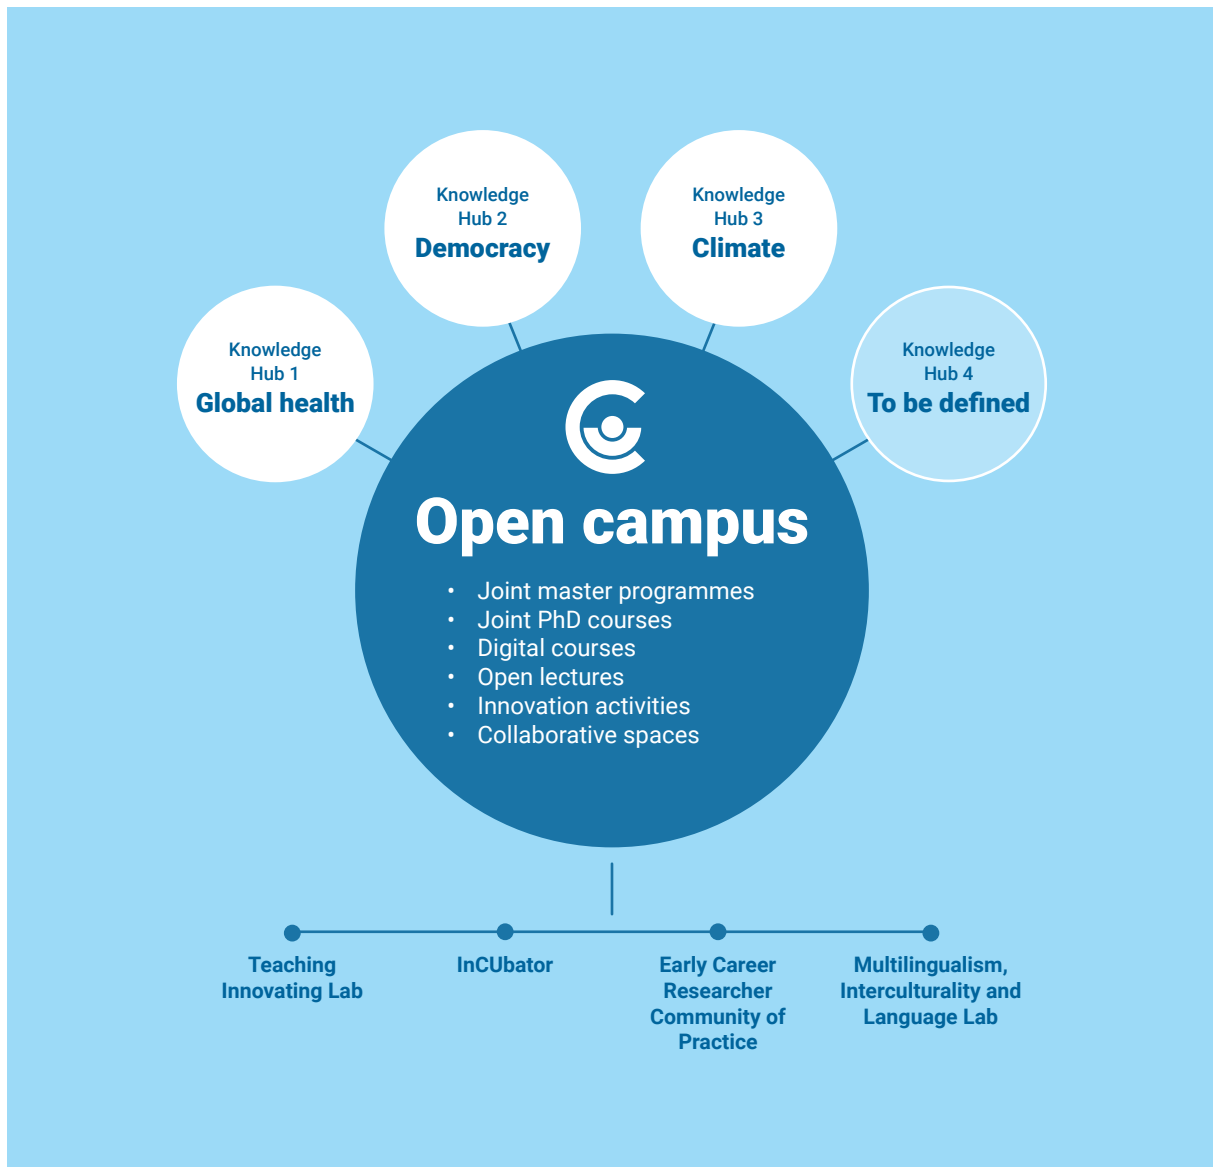 Knowledge
Hub 1
Global health
Knowledge
Hub 2
Democracy
Knowledge
Hub 3
Climate
Knowledge
Hub 4
To be defined
Open campus
• Joint master programmes
• Joint PhD courses
• Digital courses
• Open lectures
• Innovation activities
• Collaborative spaces
Teaching
Innovating Lab
InCUbator
Early Career
Researcher
Community of
Practice
Multilingualism,
Interculturality and
Language Lab